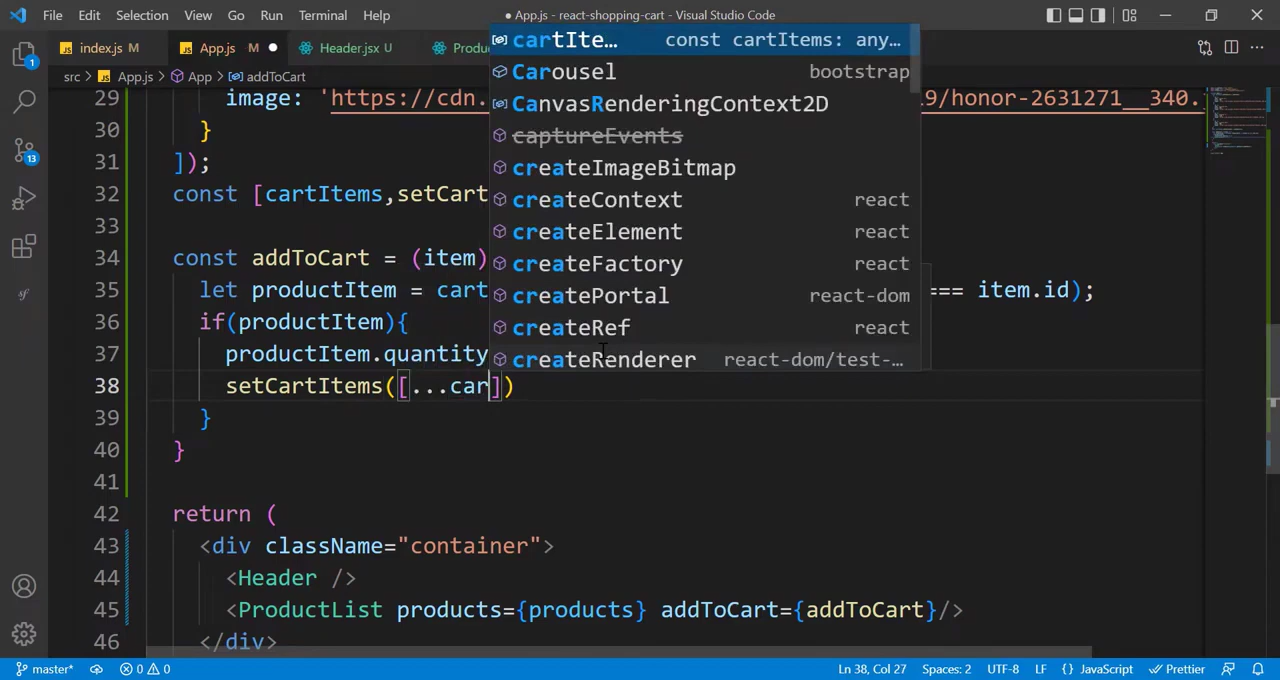 File Edit Selection View Go Run Terminal Help
● App.js - react-shopping-cart - Visual Studio Code
index.js M App.js M ● Header.jsx U Produ
src > App.js > App > addToCart
29 image: 'https://cdn. 9/honor-2631271__340.
30 }
31 ]);
32 const [cartItems,setCart
33
34 const addToCart = (item)
35 let productItem = cart === item.id);
36 if(productItem){
37 productItem.quantity
38 setCartItems([...car])
39 }
40 }
41
42 return (
43 <div className="container">
44 <Header />
45 <ProductList products={products} addToCart={addToCart}/>
46 </div>
cartIte… const cartItems: any…
Carousel bootstrap
CanvasRenderingContext2D
captureEvents
createImageBitmap
createContext react
createElement react
createFactory react
createPortal react-dom
createRef react
createRenderer react-dom/test-…
1
13
master* 0 0 Ln 38, Col 27 Spaces: 2 UTF-8 LF {} JavaScript Prettier